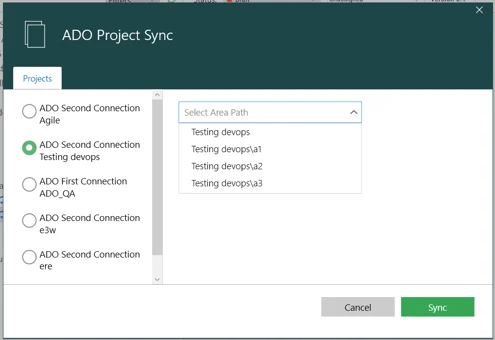 ADO Project Sync
Projects
ADO Second Connection
Agile
ADO Second Connection
Testing devops
ADO First Connection
ADO_QA
ADO Second Connection
e3w
ADO Second Connection
ere
Select Area Path
Testing devops
Testing devops\a1
Testing devops\a2
Testing devops\a3
Cancel
Sync